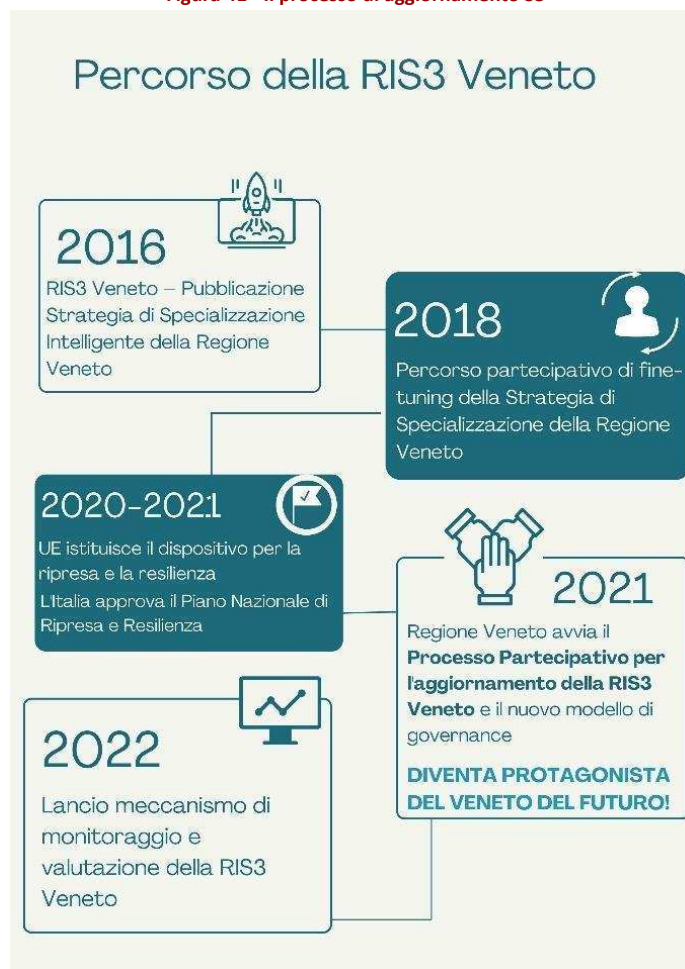 Percorso della RIS3 Veneto
2016
RIS3 Veneto – Pubblicazione
Strategia di Specializzazione
Intelligente della Regione
Veneto
2018
Percorso partecipativo di fine-
tuning della Strategia di
Specializzazione della Regione
Veneto
2020-2021
UE istituisce il dispositivo per la
ripresa e la resilienza
L'Italia approva il Piano Nazionale di
Ripresa e Resilienza
2021
Regione Veneto avvia il
Processo Partecipativo per
l'aggiornamento della RIS3
Veneto e il nuovo modello di
governance
DIVENTA PROTAGONISTA
DEL VENETO DEL FUTURO!
2022
Lancio meccanismo di
monitoraggio e
valutazione della RIS3
Veneto